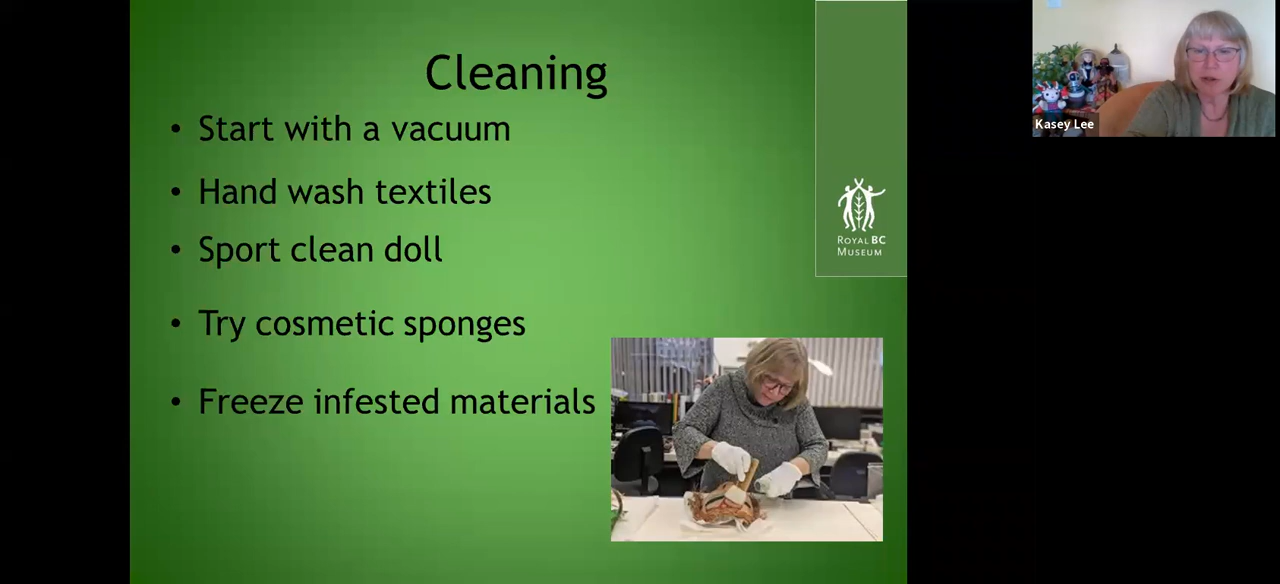 Cleaning
• Start with a vacuum
• Hand wash textiles
• Sport clean doll
• Try cosmetic sponges
• Freeze infested materials
ROYAL BC
MUSEUM
Kasey Lee